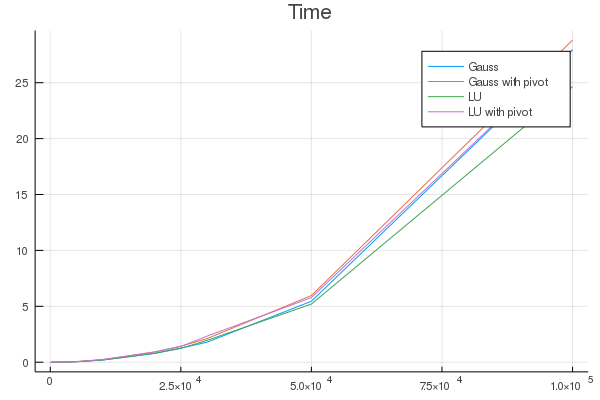 Time
Gauss
Gauss with pivot
LU
LU with pivot
25
20
15
10
5
0
0 2.5×10⁴ 5.0×10⁴ 7.5×10⁴ 1.0×10⁵